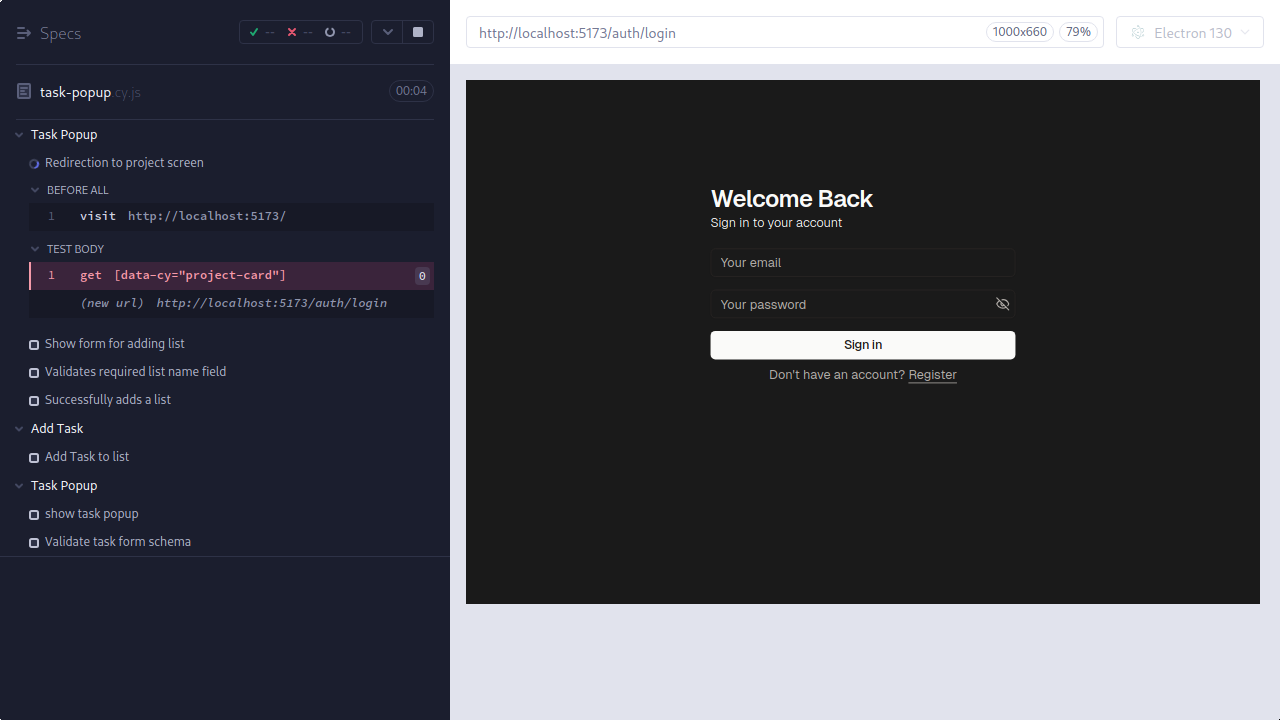 Specs
-- -- --
task-popup.cy.js
00:04
Task Popup
Redirection to project screen
BEFORE ALL
1 visit http://localhost:5173/
TEST BODY
1 get [data-cy="project-card"] 0
(new url) http://localhost:5173/auth/login
Show form for adding list
Validates required list name field
Successfully adds a list
Add Task
Add Task to list
Task Popup
show task popup
Validate task form schema
http://localhost:5173/auth/login
1000x660
79%
Electron 130
Welcome Back
Sign in to your account
Your email
Your password
Sign in
Don't have an account? Register